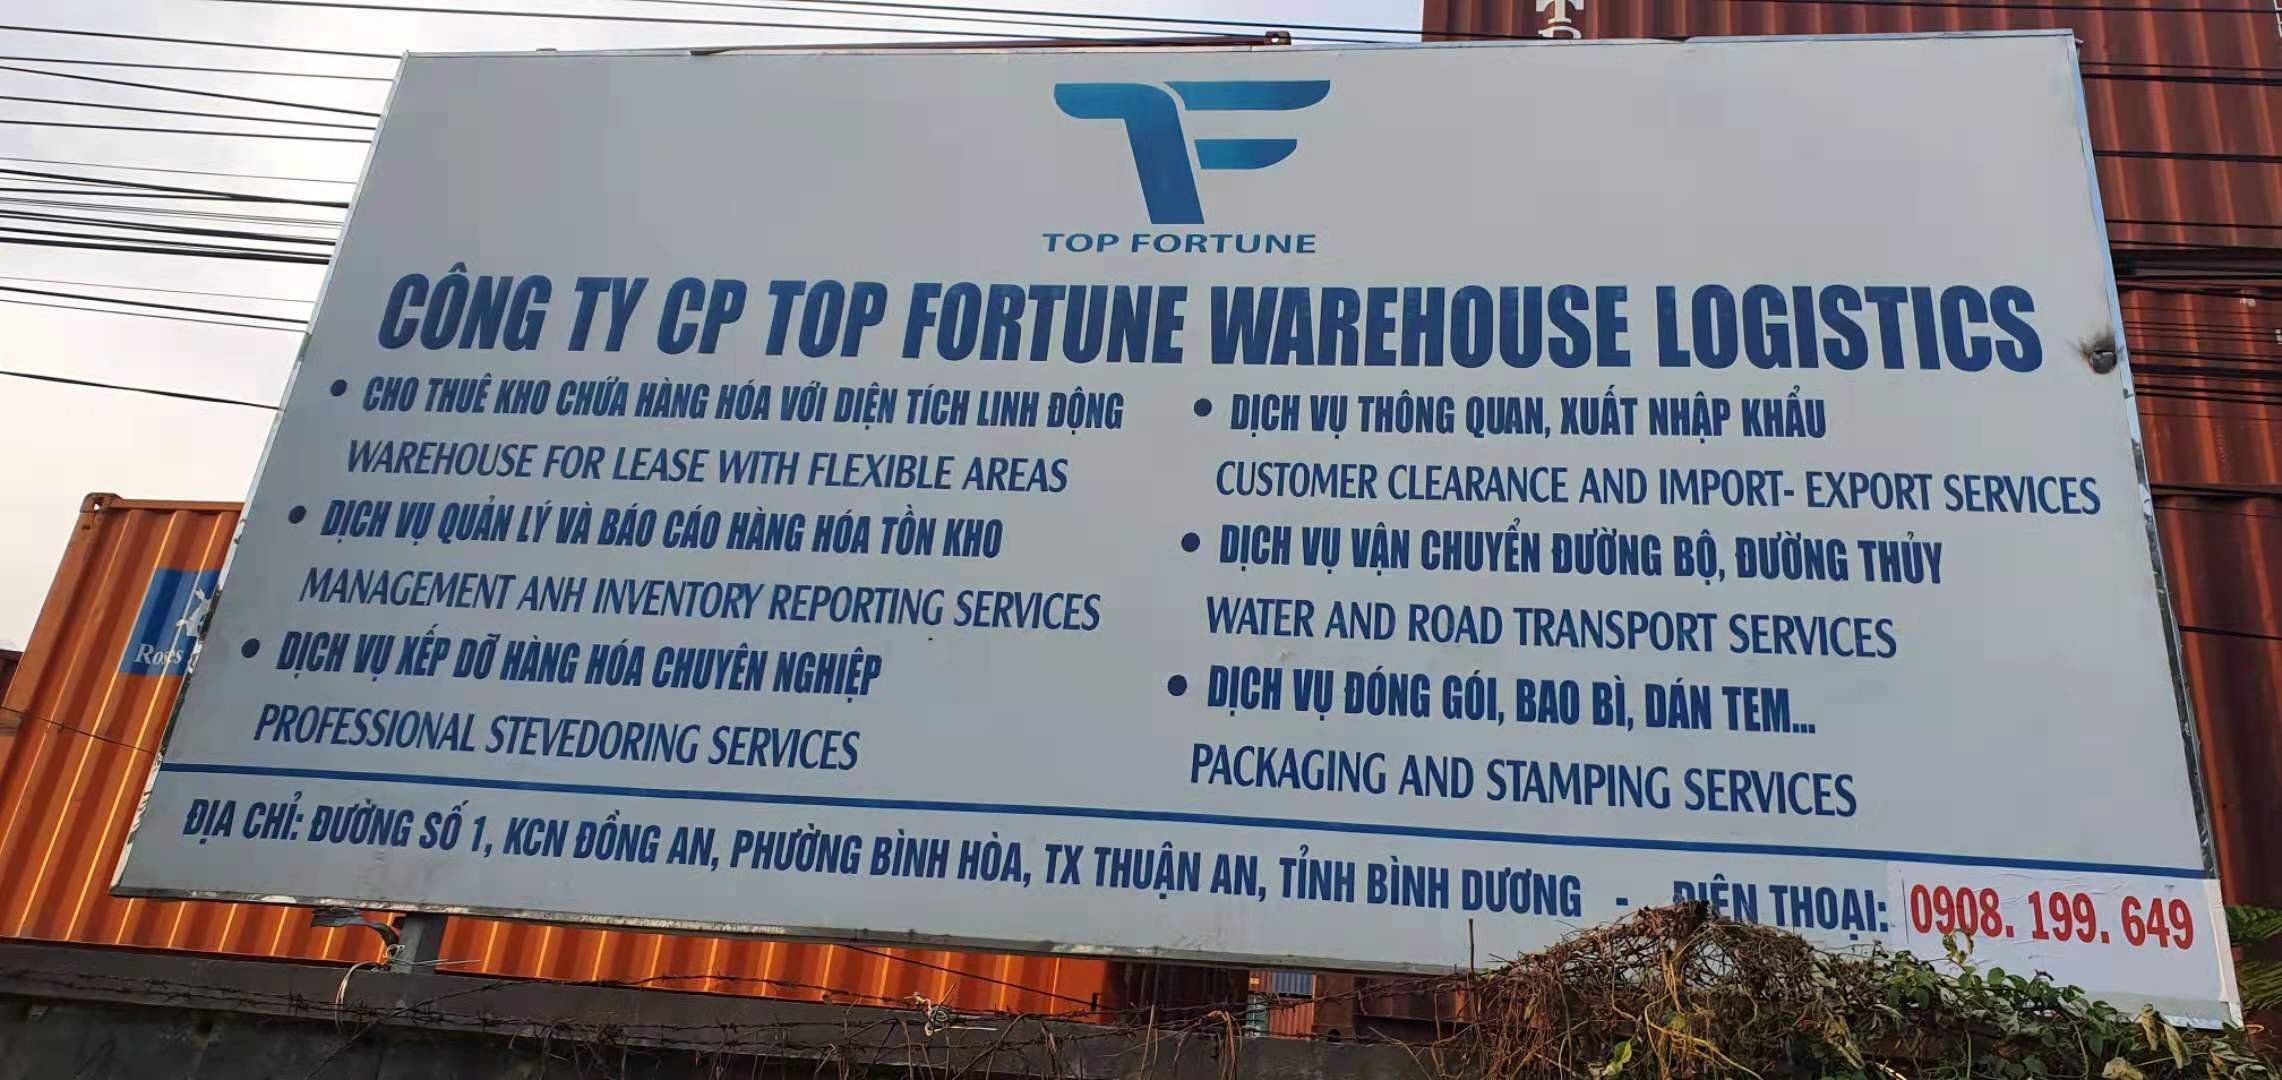 TOP FORTUNE
CÔNG TY CP TOP FORTUNE WAREHOUSE LOGISTICS
• CHO THUÊ KHO CHỨA HÀNG HÓA VỚI DIỆN TÍCH LINH ĐỘNG
WAREHOUSE FOR LEASE WITH FLEXIBLE AREAS
• DỊCH VỤ QUẢN LÝ VÀ BÁO CÁO HÀNG HÓA TỒN KHO
MANAGEMENT ANH INVENTORY REPORTING SERVICES
• DỊCH VỤ XẾP DỠ HÀNG HÓA CHUYÊN NGHIỆP
PROFESSIONAL STEVEDORING SERVICES
• DỊCH VỤ THÔNG QUAN, XUẤT NHẬP KHẨU
CUSTOMER CLEARANCE AND IMPORT- EXPORT SERVICES
• DỊCH VỤ VẬN CHUYỂN ĐƯỜNG BỘ, ĐƯỜNG THỦY
WATER AND ROAD TRANSPORT SERVICES
• DỊCH VỤ ĐÓNG GÓI, BAO BÌ, DÁN TEM...
PACKAGING AND STAMPING SERVICES
ĐỊA CHỈ: ĐƯỜNG SỐ 1, KCN ĐỒNG AN, PHƯỜNG BÌNH HÒA, TX THUẬN AN, TỈNH BÌNH DƯƠNG - ĐIỆN THOẠI: 0908. 199. 649